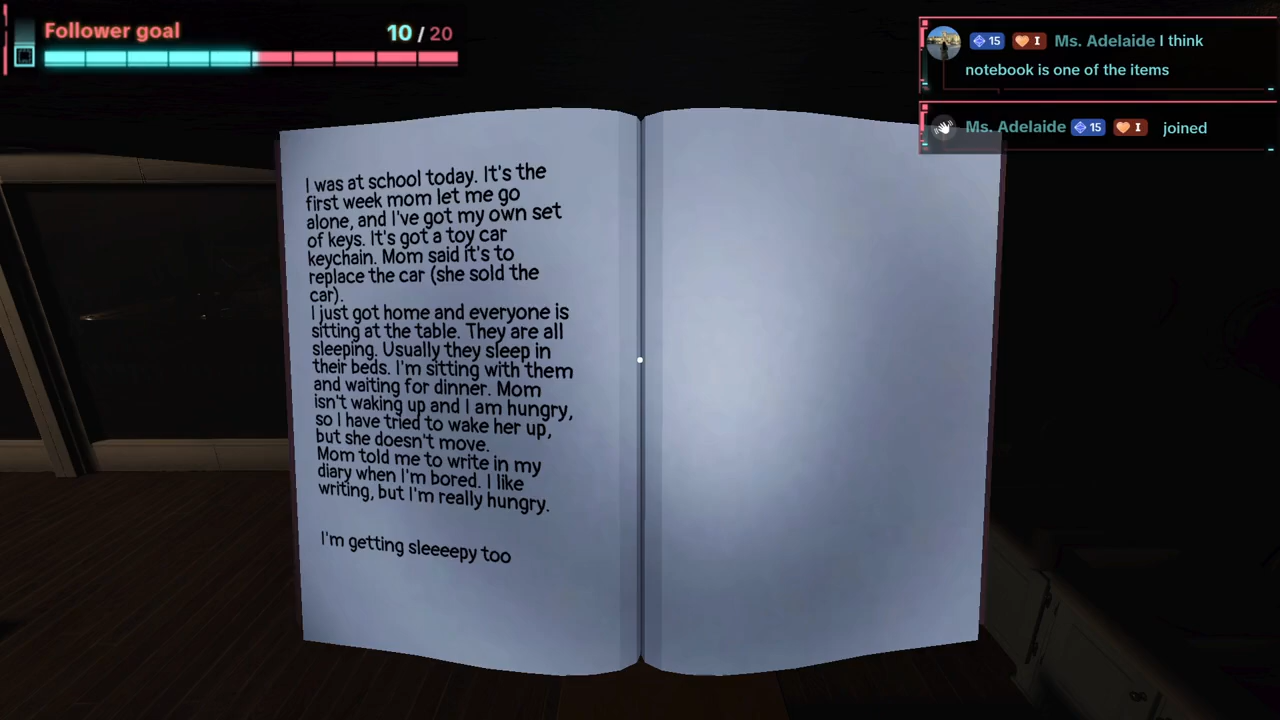 Follower goal
10 / 20
15 I Ms. Adelaide I think
notebook is one of the items
Ms. Adelaide 15 I joined
I was at school today. It's the
first week mom let me go
alone, and I've got my own set
of keys. It's got a toy car
keychain. Mom said it's to
replace the car (she sold the
car).
I just got home and everyone is
sitting at the table. They are all
sleeping. Usually they sleep in
their beds. I'm sitting with them
and waiting for dinner. Mom
isn't waking up and I am hungry,
so I have tried to wake her up,
but she doesn't move.
Mom told me to write in my
diary when I'm bored. I like
writing, but I'm really hungry.
I'm getting sleeeepy too